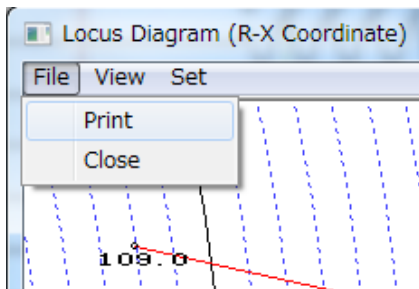 Locus Diagram (R-X Coordinate)
File View Set
Print
Close
109.0